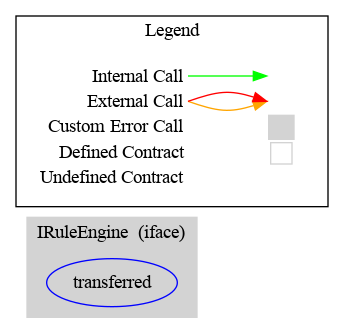 Legend
Internal Call
External Call
Custom Error Call
Defined Contract
Undefined Contract
IRuleEngine  (iface)
transferred